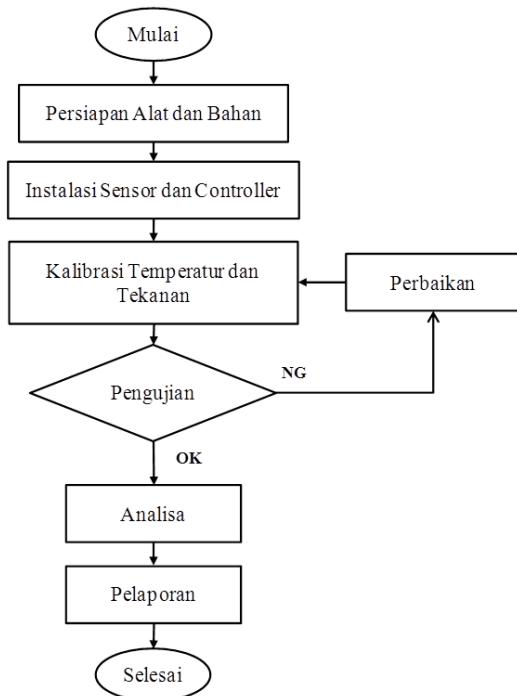 Mulai
Persiapan Alat dan Bahan
Instalasi Sensor dan Controller
Kalibrasi Temperatur dan
Tekanan
Perbaikan
Pengujian
NG
OK
Analisa
Pelaporan
Selesai